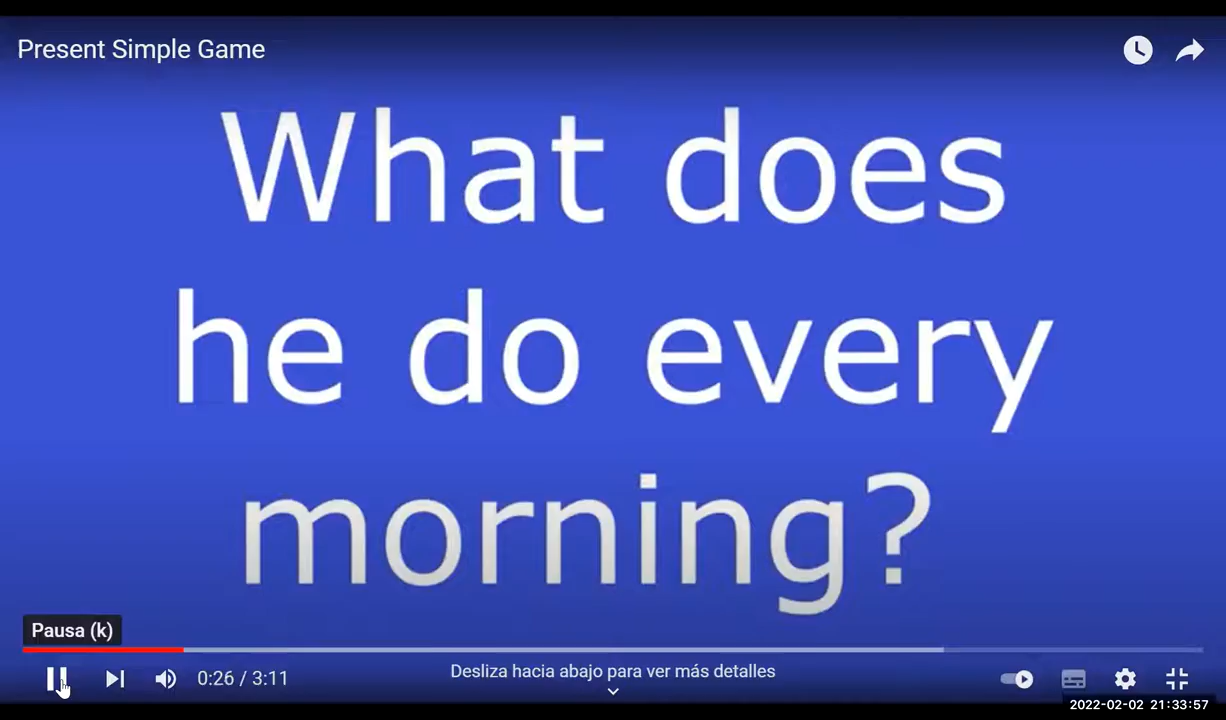 Present Simple Game
What does
he do every
morning?
Pausa (k)
0:26 / 3:11
Desliza hacia abajo para ver más detalles
2022-02-02 21:33:57